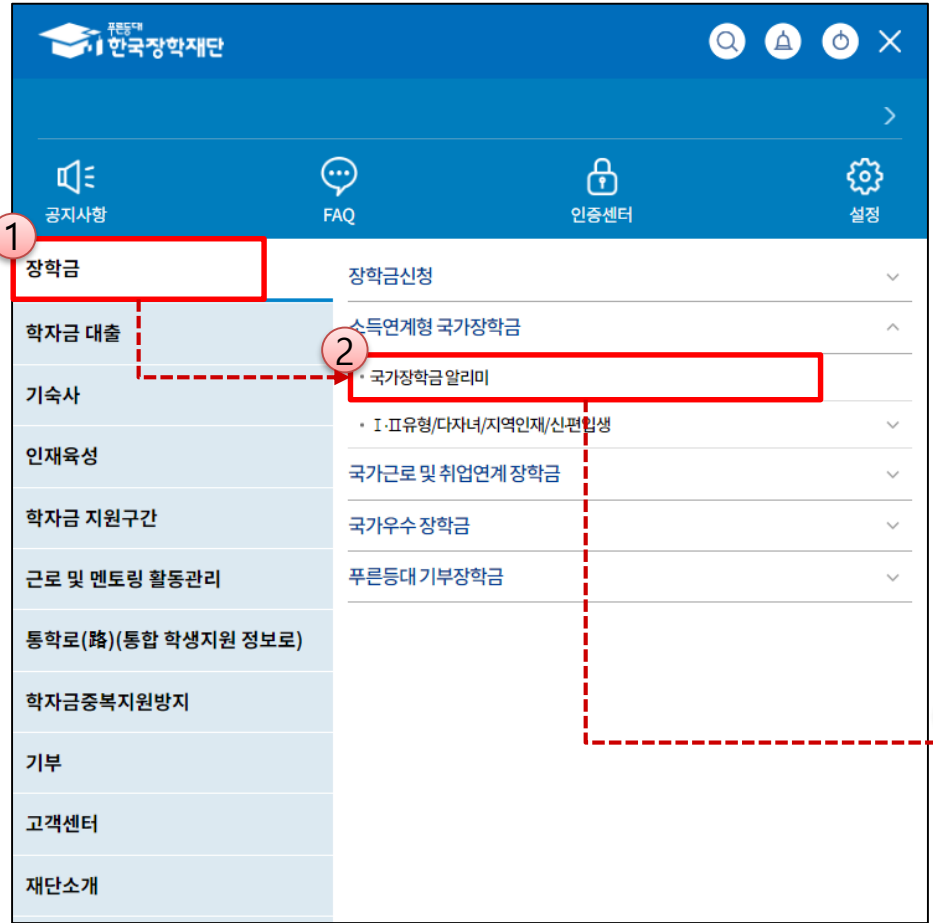 푸른등대
한국장학재단
공지사항
FAQ
인증센터
설정
1
장학금
학자금 대출
기숙사
인재육성
학자금 지원구간
근로 및 멘토링 활동관리
통학로(路)(통합 학생지원 정보로)
학자금중복지원방지
기부
고객센터
재단소개
장학금신청
소득연계형 국가장학금
2
• 국가장학금알리미
• Ⅰ·Ⅱ유형/다자녀/지역인재/신·편입생
국가근로 및 취업연계 장학금
국가우수 장학금
푸른등대 기부장학금